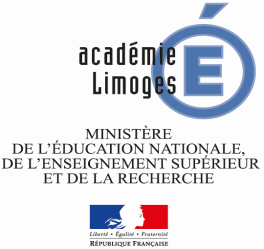 académie
Limoges
É
MINISTÈRE
DE L'ÉDUCATION NATIONALE,
DE L'ENSEIGNEMENT SUPÉRIEUR
ET DE LA RECHERCHE
Liberté • Égalité • Fraternité
RÉPUBLIQUE FRANÇAISE